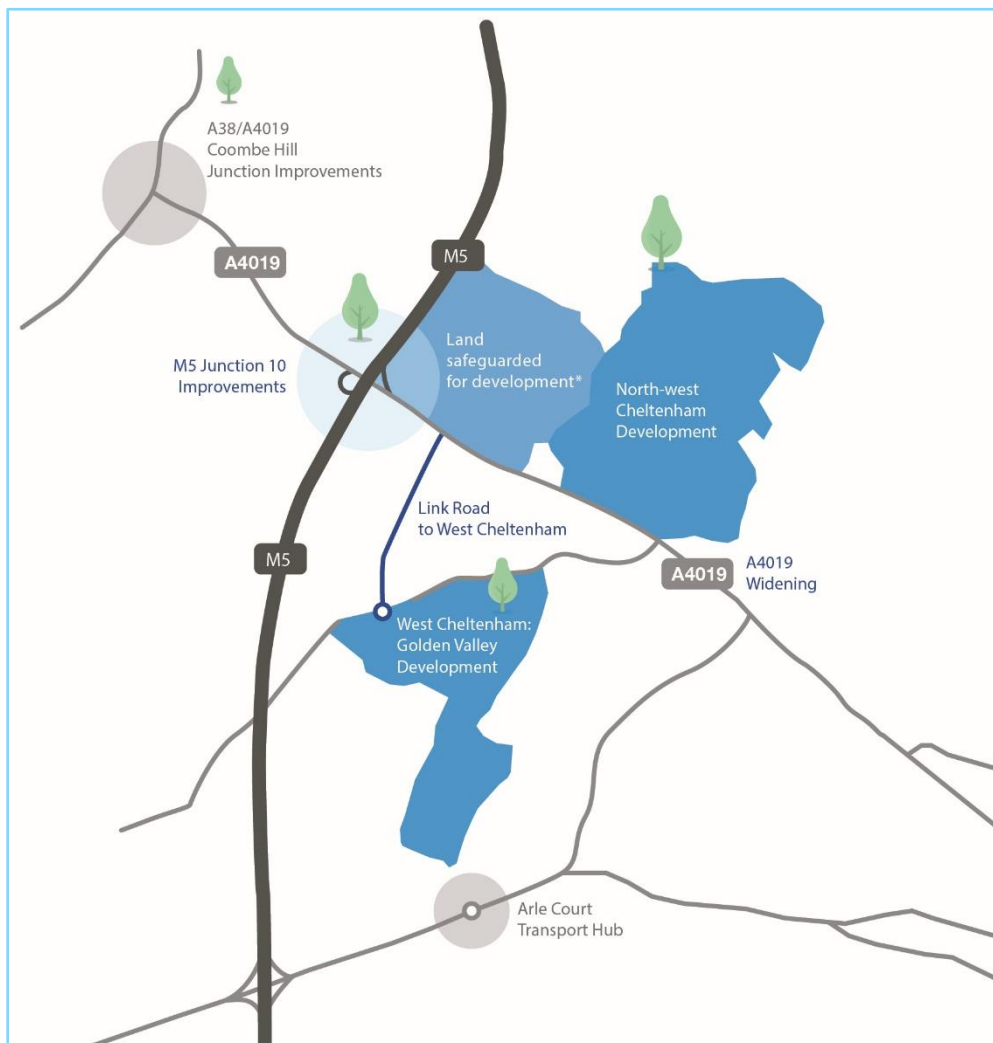 A38/A4019
Coombe Hill
Junction Improvements
M5
A4019
M5 Junction 10
Improvements
Land
safeguarded
for development*
North-west
Cheltenham
Development
Link Road
to West Cheltenham
M5
A4019
A4019
Widening
West Cheltenham:
Golden Valley
Development
Arle Court
Transport Hub